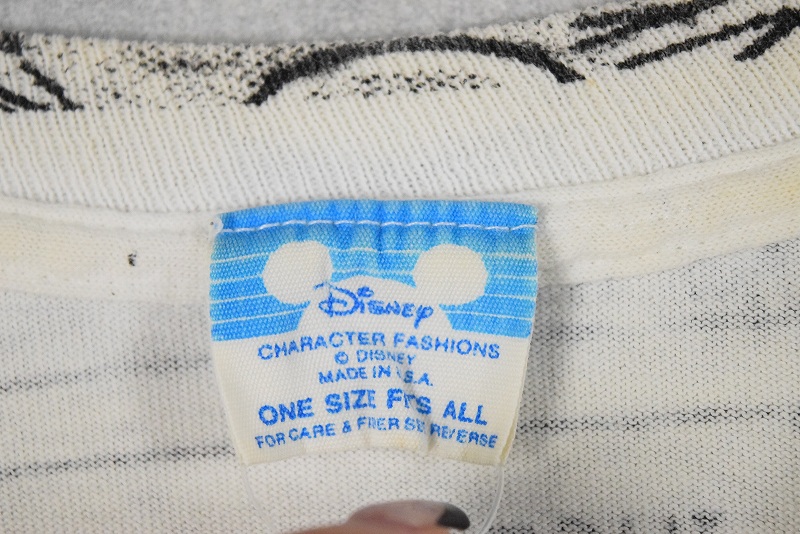 Disney
CHARACTER FASHIONS
© DISNEY
MADE IN U.S.A.
ONE SIZE FITS ALL
FOR CARE & FIBER SEE REVERSE